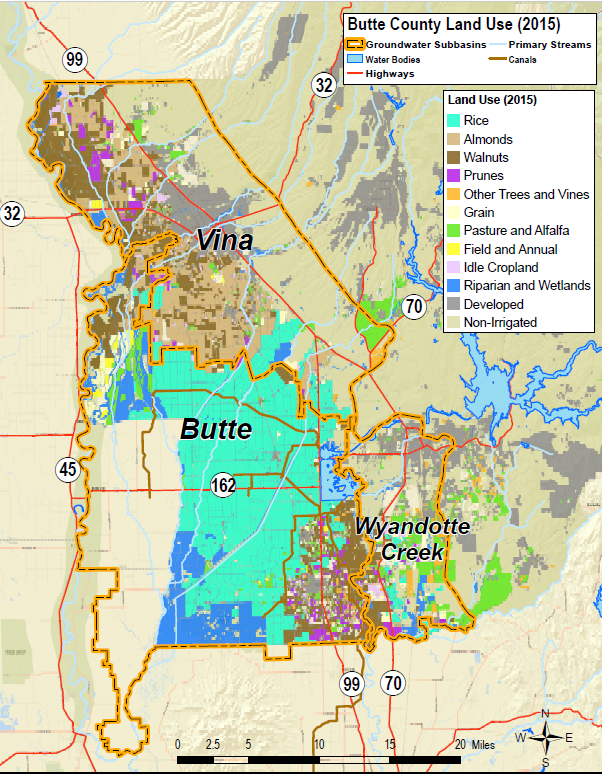 Butte County Land Use (2015)
Groundwater Subbasins
Primary Streams
Water Bodies
Canals
Highways
Land Use (2015)
Rice
Almonds
Walnuts
Prunes
Other Trees and Vines
Grain
Pasture and Alfalfa
Field and Annual
Idle Cropland
Riparian and Wetlands
Developed
Non-Irrigated
99
32
32
Vina
70
Butte
45
162
Wyandotte
Creek
99
70
N
W E
S
0 2.5 5 10 15 20 Miles